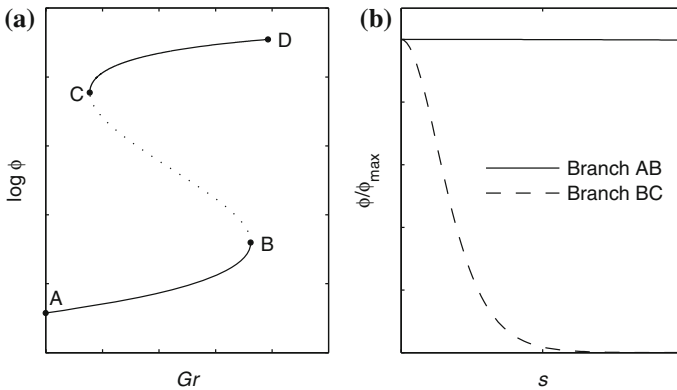 (a)
log ϕ
D
C
B
A
Gr
(b)
ϕ/ϕmax
Branch AB
Branch BC
s